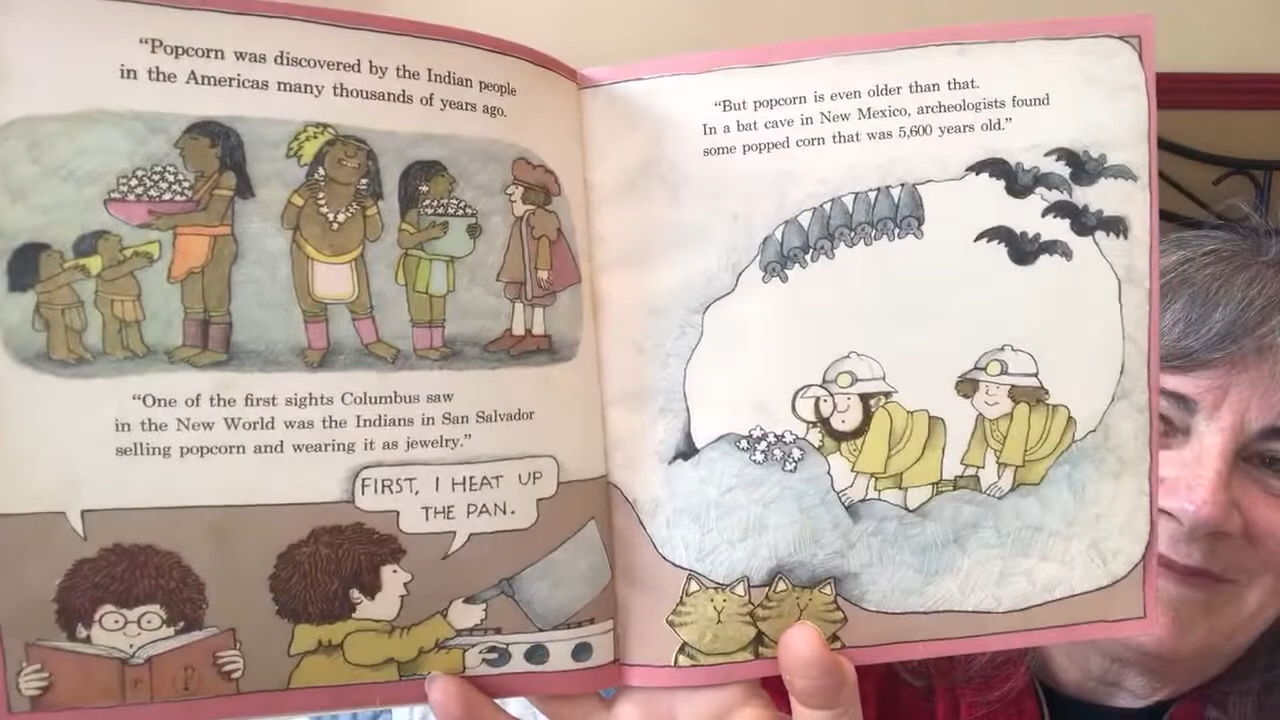 “Popcorn was discovered by the Indian people
in the Americas many thousands of years ago.
“One of the first sights Columbus saw
in the New World was the Indians in San Salvador
selling popcorn and wearing it as jewelry.”
FIRST, I HEAT UP
THE PAN.
P
“But popcorn is even older than that.
In a bat cave in New Mexico, archeologists found
some popped corn that was 5,600 years old.”